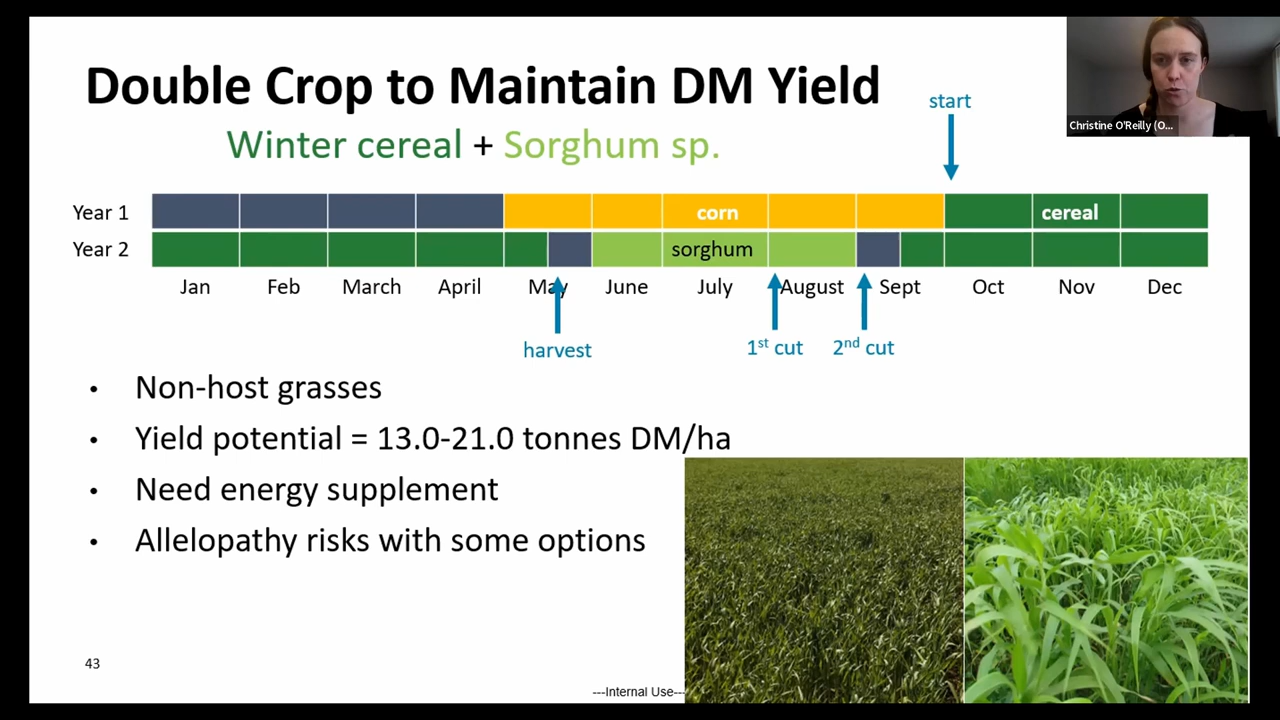 Double Crop to Maintain DM Yield
Winter cereal + Sorghum sp.
start
Christine O'Reilly (O...
Year 1
corn
cereal
Year 2
sorghum
Jan
Feb
March
April
May
June
July
August
Sept
Oct
Nov
Dec
harvest
1st cut
2nd cut
• Non-host grasses
• Yield potential = 13.0-21.0 tonnes DM/ha
• Need energy supplement
• Allelopathy risks with some options
43
---Internal Use---